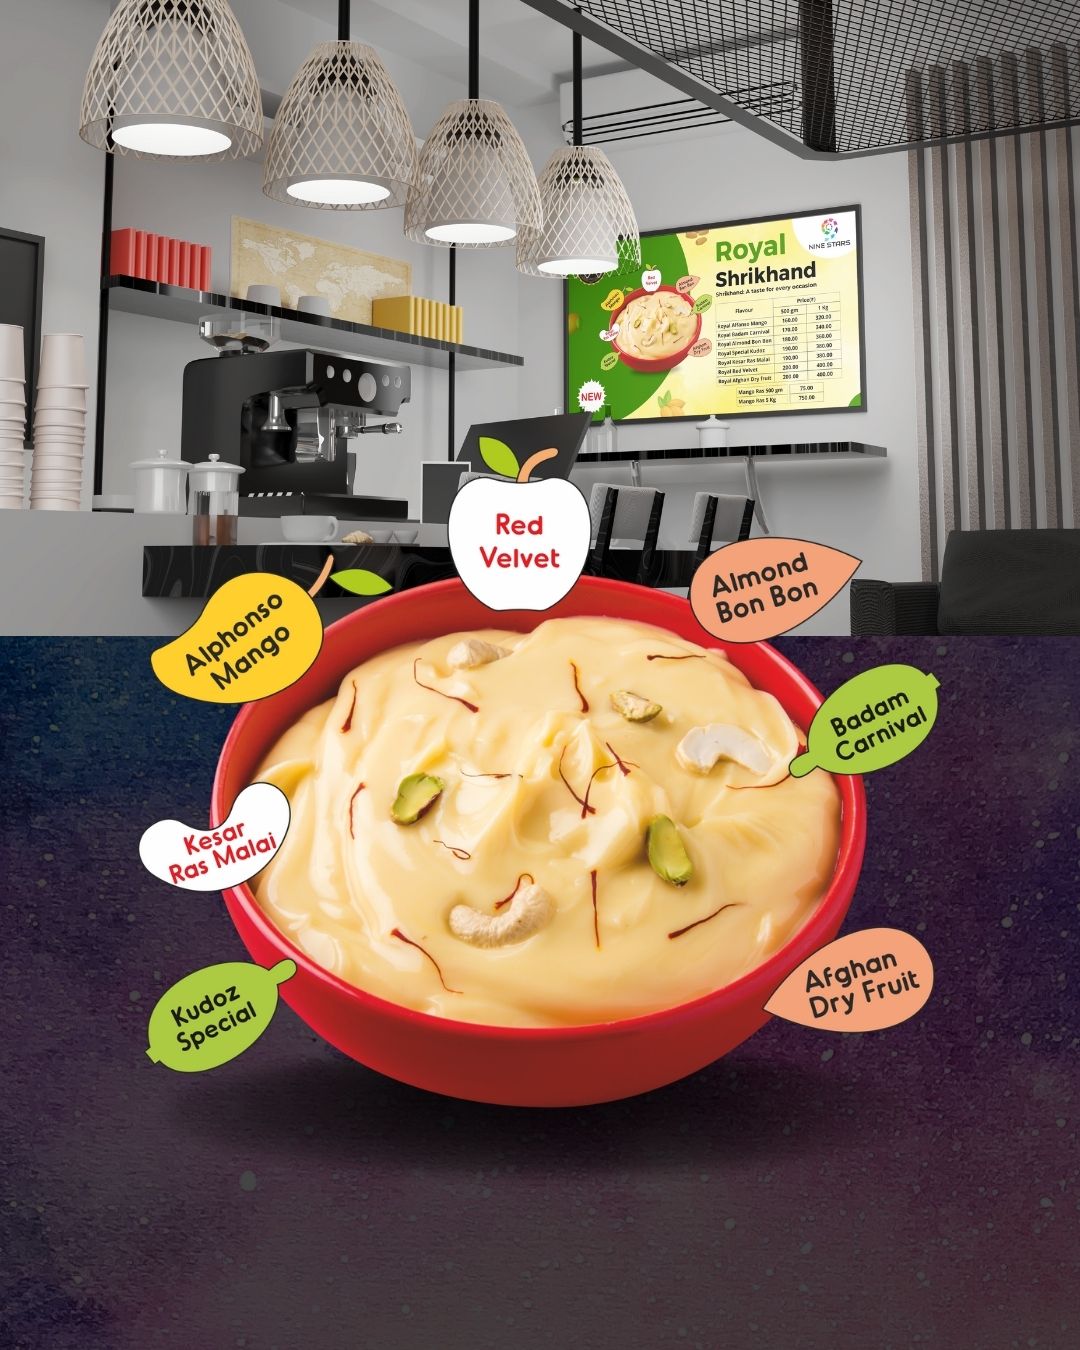 Royal
Shrikhand
Shrikhand: A taste for every occasion
NINE STARS
Flavour
Price(₹)
500 gm 1 Kg
Royal Alfanso Mango 160.00 320.00
Royal Badam Carnival 170.00 340.00
Royal Almond Bon Bon 180.00 360.00
Royal Special Kudoz 190.00 380.00
Royal Kesar Ras Malai 190.00 380.00
Royal Red Velvet 200.00 400.00
Royal Afghan Dry Fruit 200.00 400.00
Mango Ras 500 gm 75.00
Mango Ras 5 Kg 750.00
NEW
Red
Velvet
Almond
Bon Bon
Alphonso
Mango
Badam
Carnival
Kesar
Ras Malai
Afghan
Dry Fruit
Kudoz
Special